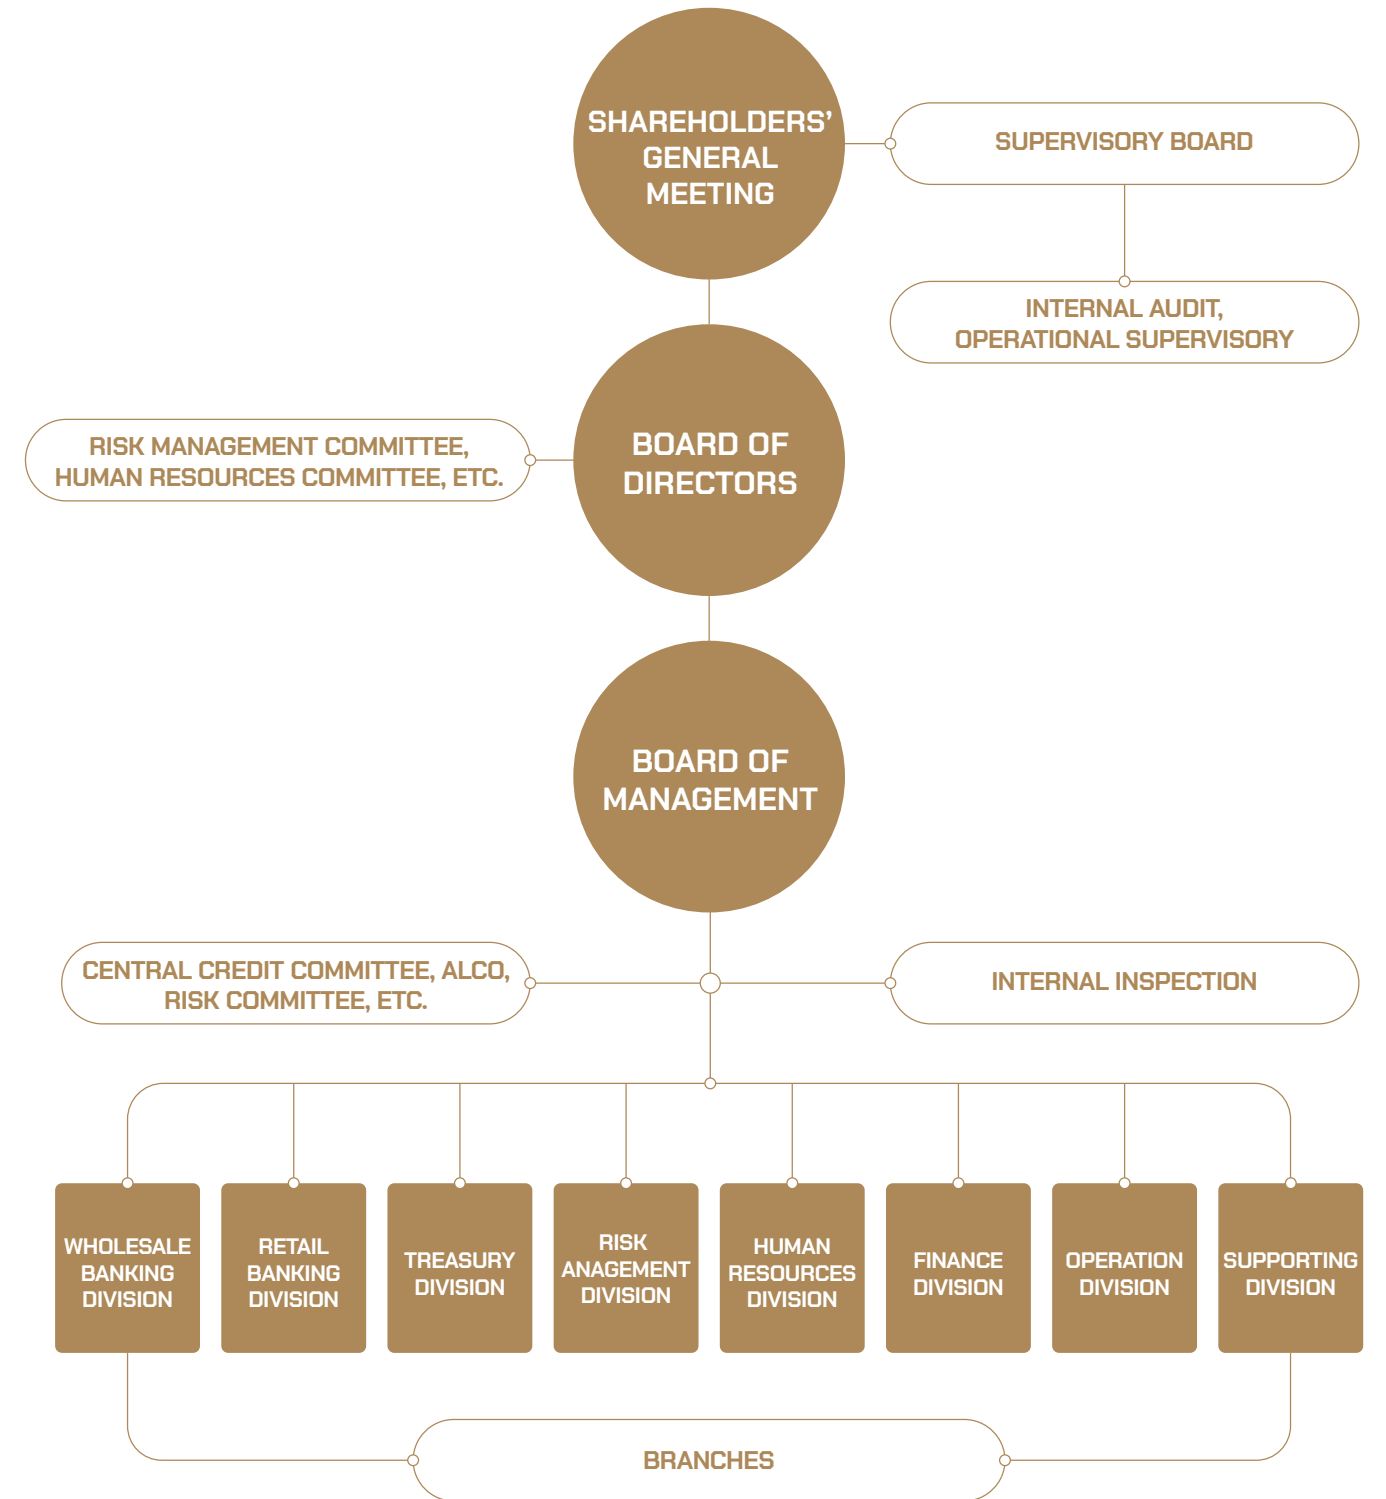 SHAREHOLDERS’
GENERAL
MEETING
SUPERVISORY BOARD
INTERNAL AUDIT,
OPERATIONAL SUPERVISORY
RISK MANAGEMENT COMMITTEE,
HUMAN RESOURCES COMMITTEE, ETC.
BOARD OF
DIRECTORS
BOARD OF
MANAGEMENT
CENTRAL CREDIT COMMITTEE, ALCO,
RISK COMMITTEE, ETC.
INTERNAL INSPECTION
WHOLESALE
BANKING
DIVISION
RETAIL
BANKING
DIVISION
TREASURY
DIVISION
RISK
ANAGEMENT
DIVISION
HUMAN
RESOURCES
DIVISION
FINANCE
DIVISION
OPERATION
DIVISION
SUPPORTING
DIVISION
BRANCHES